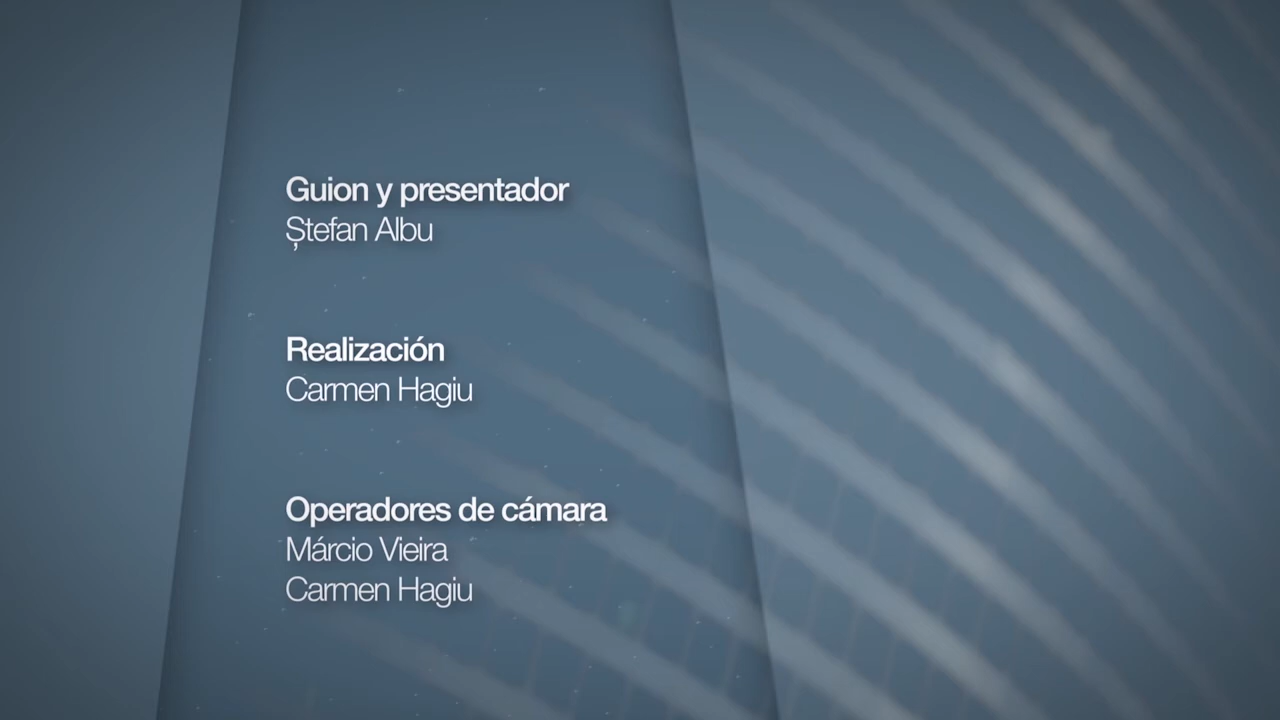 Guion y presentador
Ștefan Albu
Realización
Carmen Hagiu
Operadores de cámara
Márcio Vieira
Carmen Hagiu